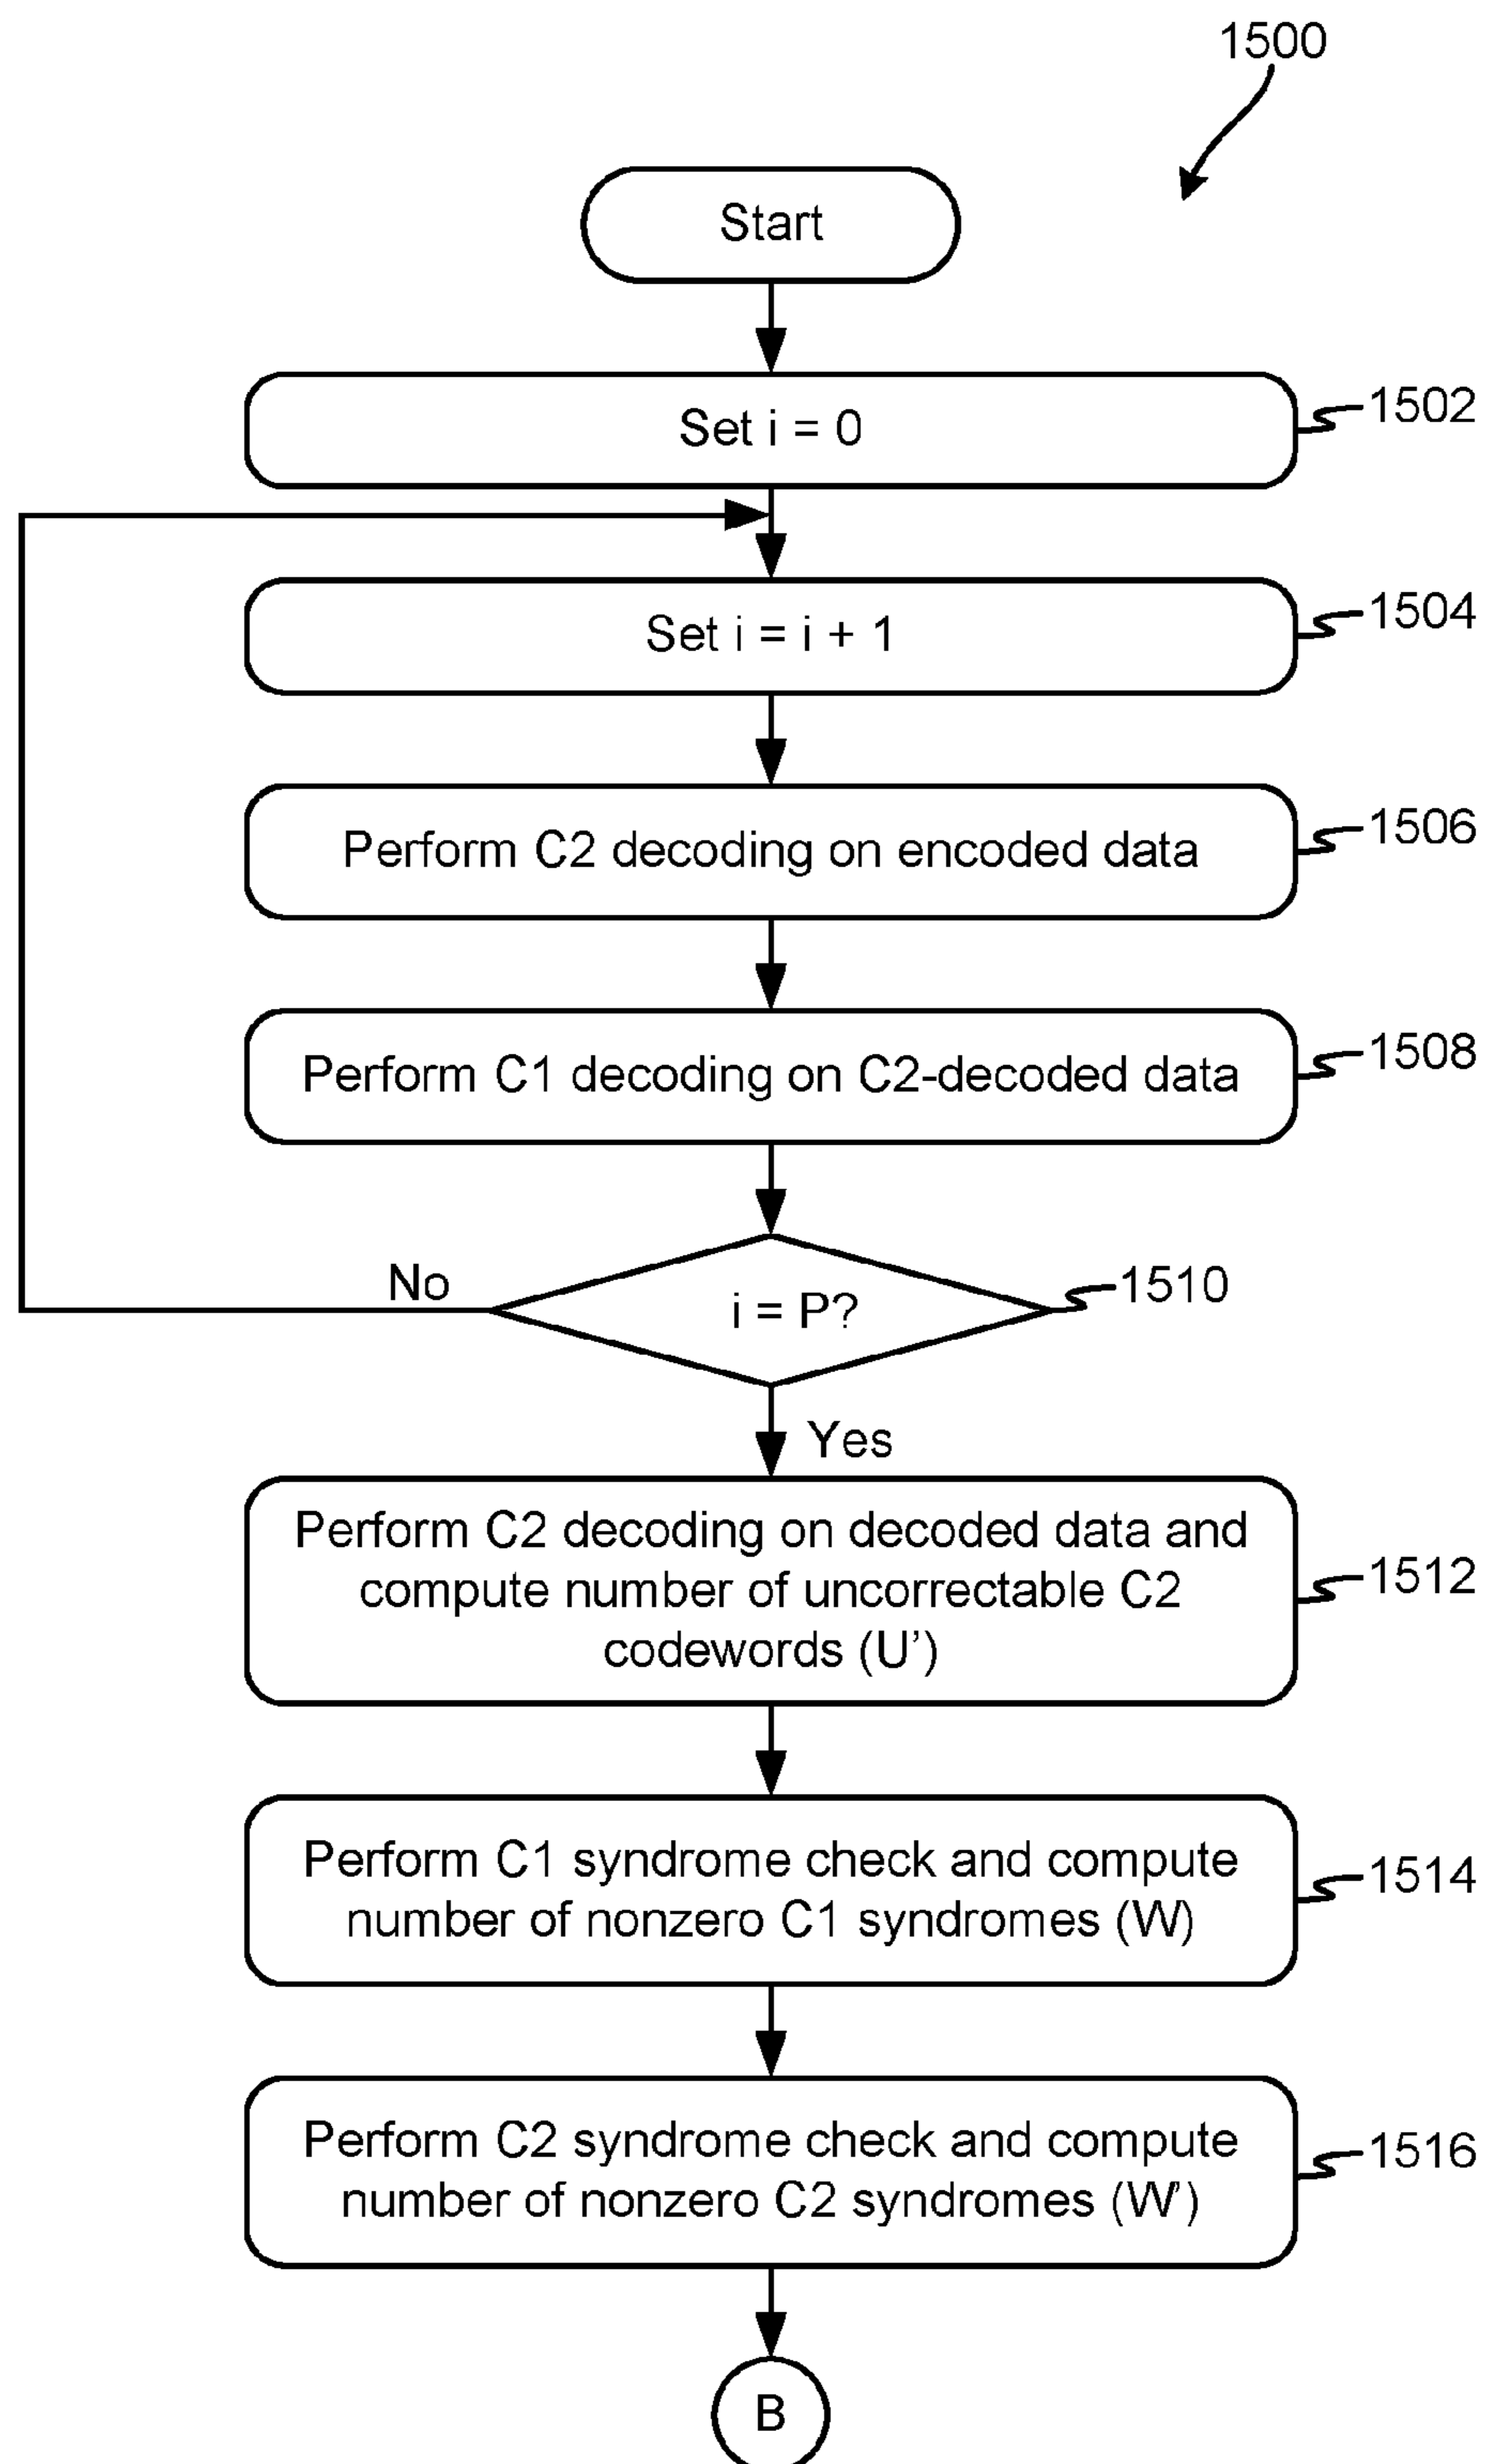 1500
Start
Set i = 0
1502
Set i = i + 1
1504
Perform C2 decoding on encoded data
1506
Perform C1 decoding on C2-decoded data
1508
No
i = P?
1510
Yes
Perform C2 decoding on decoded data and
compute number of uncorrectable C2
codewords (U’)
1512
Perform C1 syndrome check and compute
number of nonzero C1 syndromes (W)
1514
Perform C2 syndrome check and compute
number of nonzero C2 syndromes (W’)
1516
B